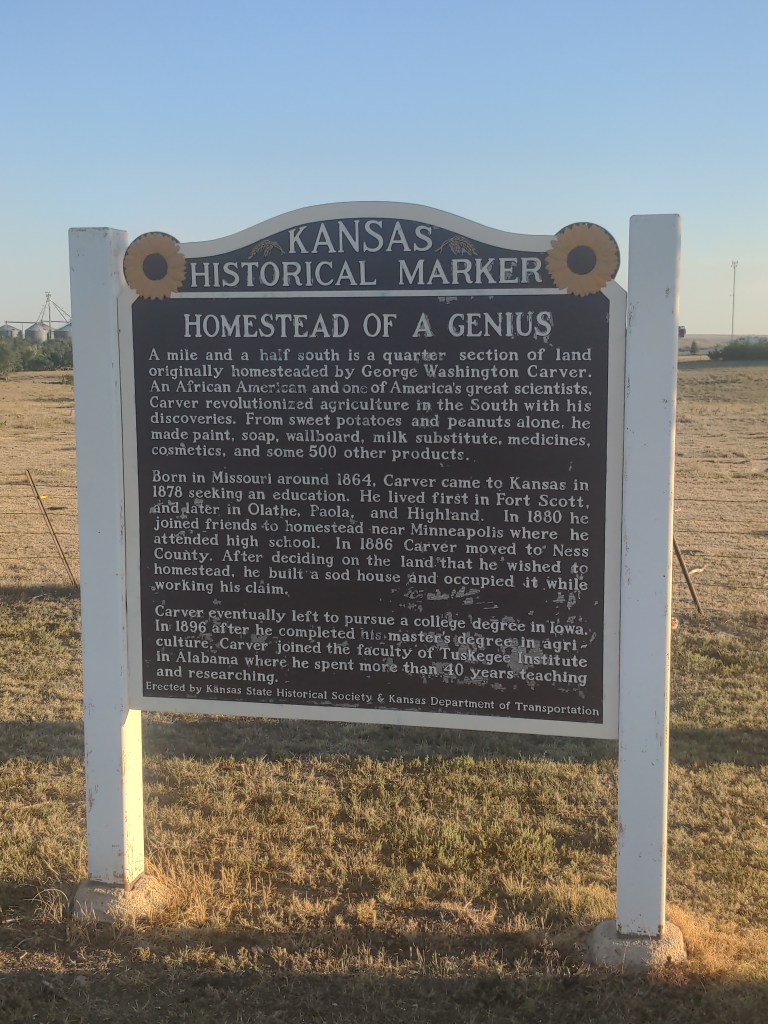 KANSAS
HISTORICAL MARKER
HOMESTEAD OF A GENIUS
A mile and a half south is a quarter section of land
originally homesteaded by George Washington Carver.
An African American and one of America's great scientists,
Carver revolutionized agriculture in the South with his
discoveries. From sweet potatoes and peanuts alone, he
made paint, soap, wallboard, milk substitute, medicines,
cosmetics, and some 500 other products.
Born in Missouri around 1864, Carver came to Kansas in
1878 seeking an education. He lived first in Fort Scott,
and later in Olathe, Paola, and Highland. In 1880 he
joined friends to homestead near Minneapolis where he
attended high school. In 1886 Carver moved to Ness
County. After deciding on the land that he wished to
homestead, he built a sod house and occupied it while
working his claim.
Carver eventually left to pursue a college degree in Iowa.
In 1896 after he completed his master's degree in agri-
culture, Carver joined the faculty of Tuskegee Institute
in Alabama where he spent more than 40 years teaching
and researching.
Erected by Kansas State Historical Society & Kansas Department of Transportation